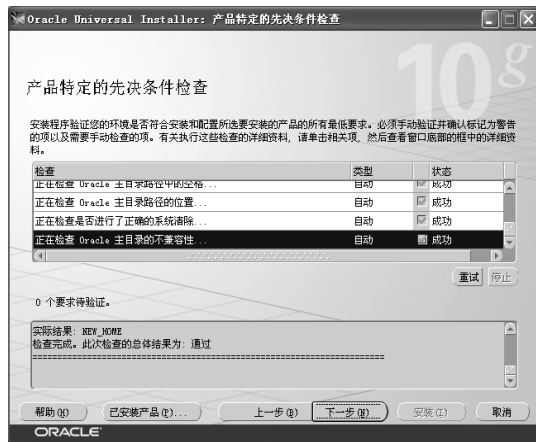 Oracle Universal Installer: 产品特定的先决条件检查
10g
产品特定的先决条件检查
安装程序验证您的环境是否符合安装和配置所选要安装的产品的所有最低要求。必须手动验证并确认标记为警告
的项以及需要手动检查的项。有关执行这些检查的详细资料, 请单击相关项, 然后查看窗口底部的框中的详细资
料。
检查 类型 状态
正在检查 Oracle 主目录路径中的空格... 自动 成功
正在检查 Oracle 主目录路径的位置... 自动 成功
正在检查是否进行了正确的系统清除... 自动 成功
正在检查 Oracle 主目录的不兼容性... 自动 成功
重试 停止
0 个要求待验证。
实际结果: NEW_HOME
检查完成。此次检查的总体结果为: 通过
========================================================================
帮助(H) 已安装产品(P)... 上一步(B) 下一步(N) 安装(I) 取消
ORACLE